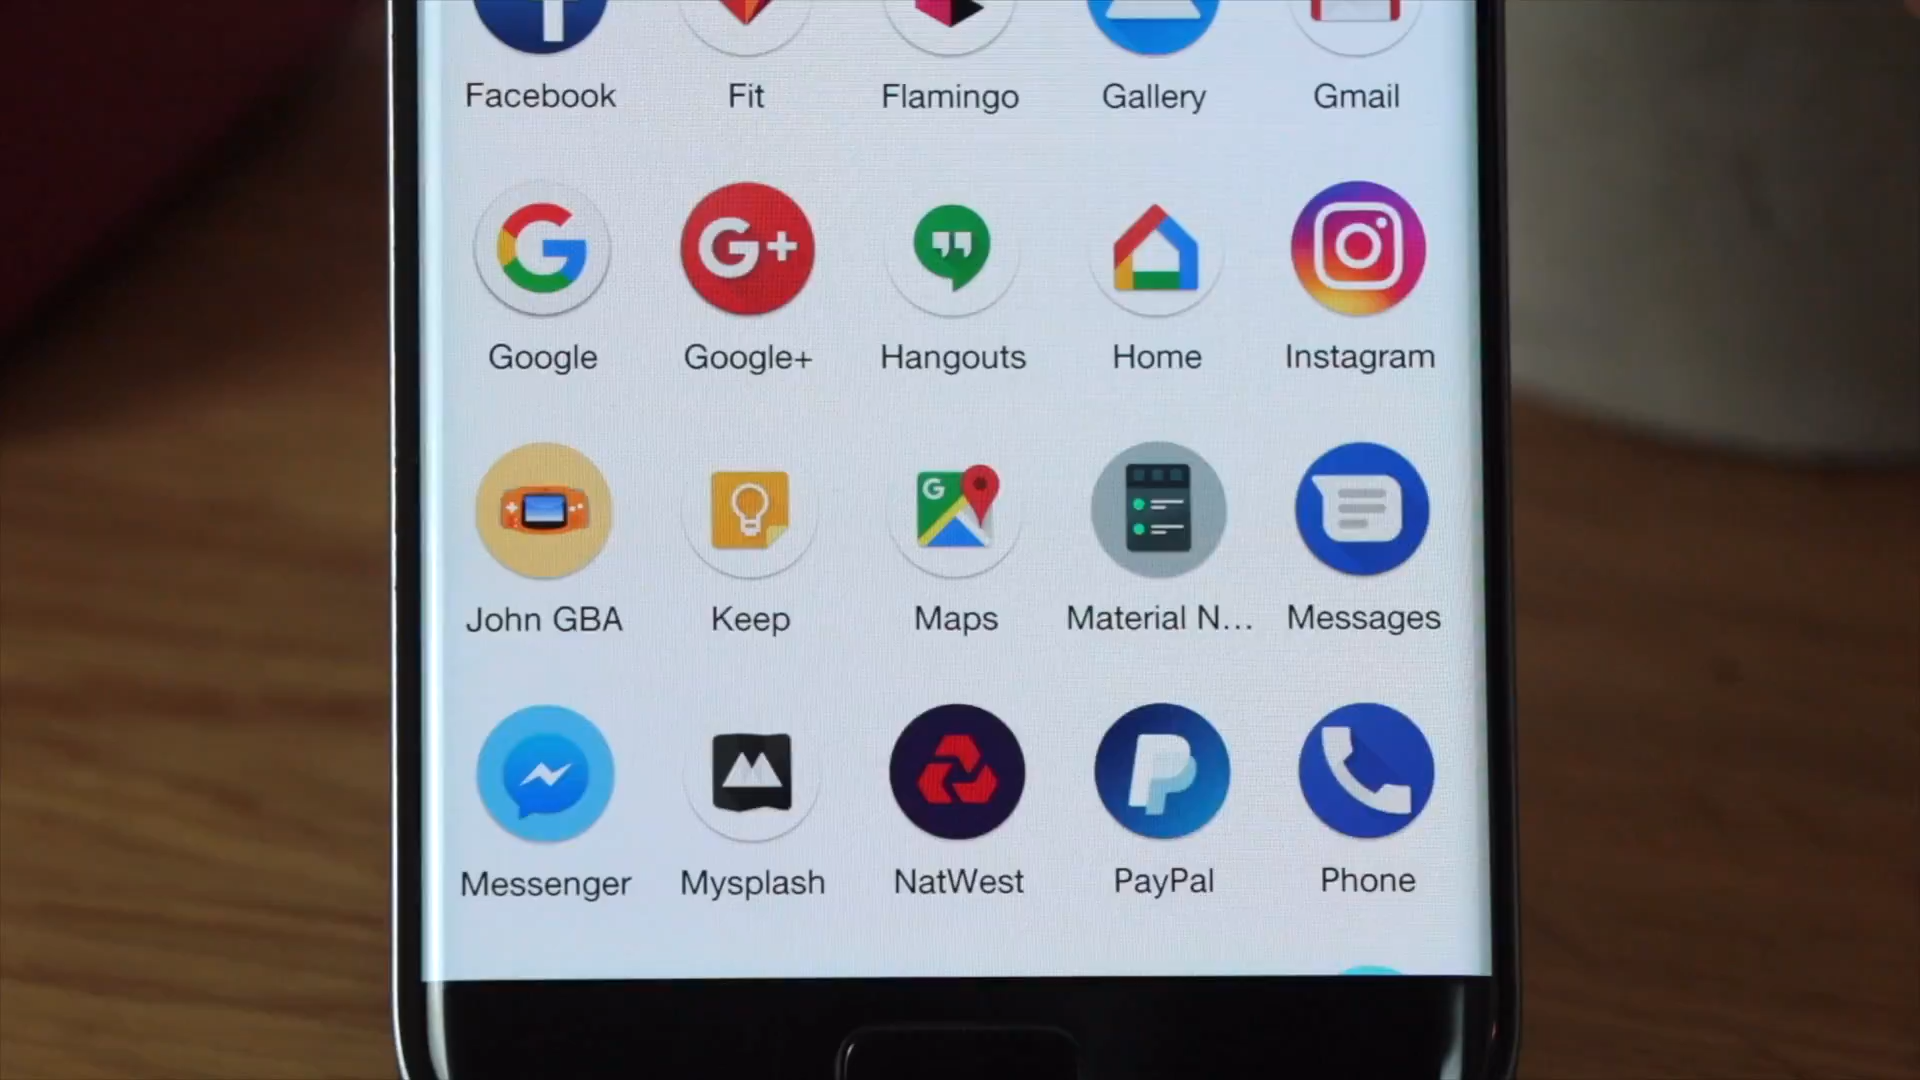 Facebook Fit Flamingo Gallery Gmail
G G+ G
Google Google+ Hangouts Home Instagram
G
John GBA Keep Maps Material N... Messages
Messenger Mysplash NatWest PayPal Phone